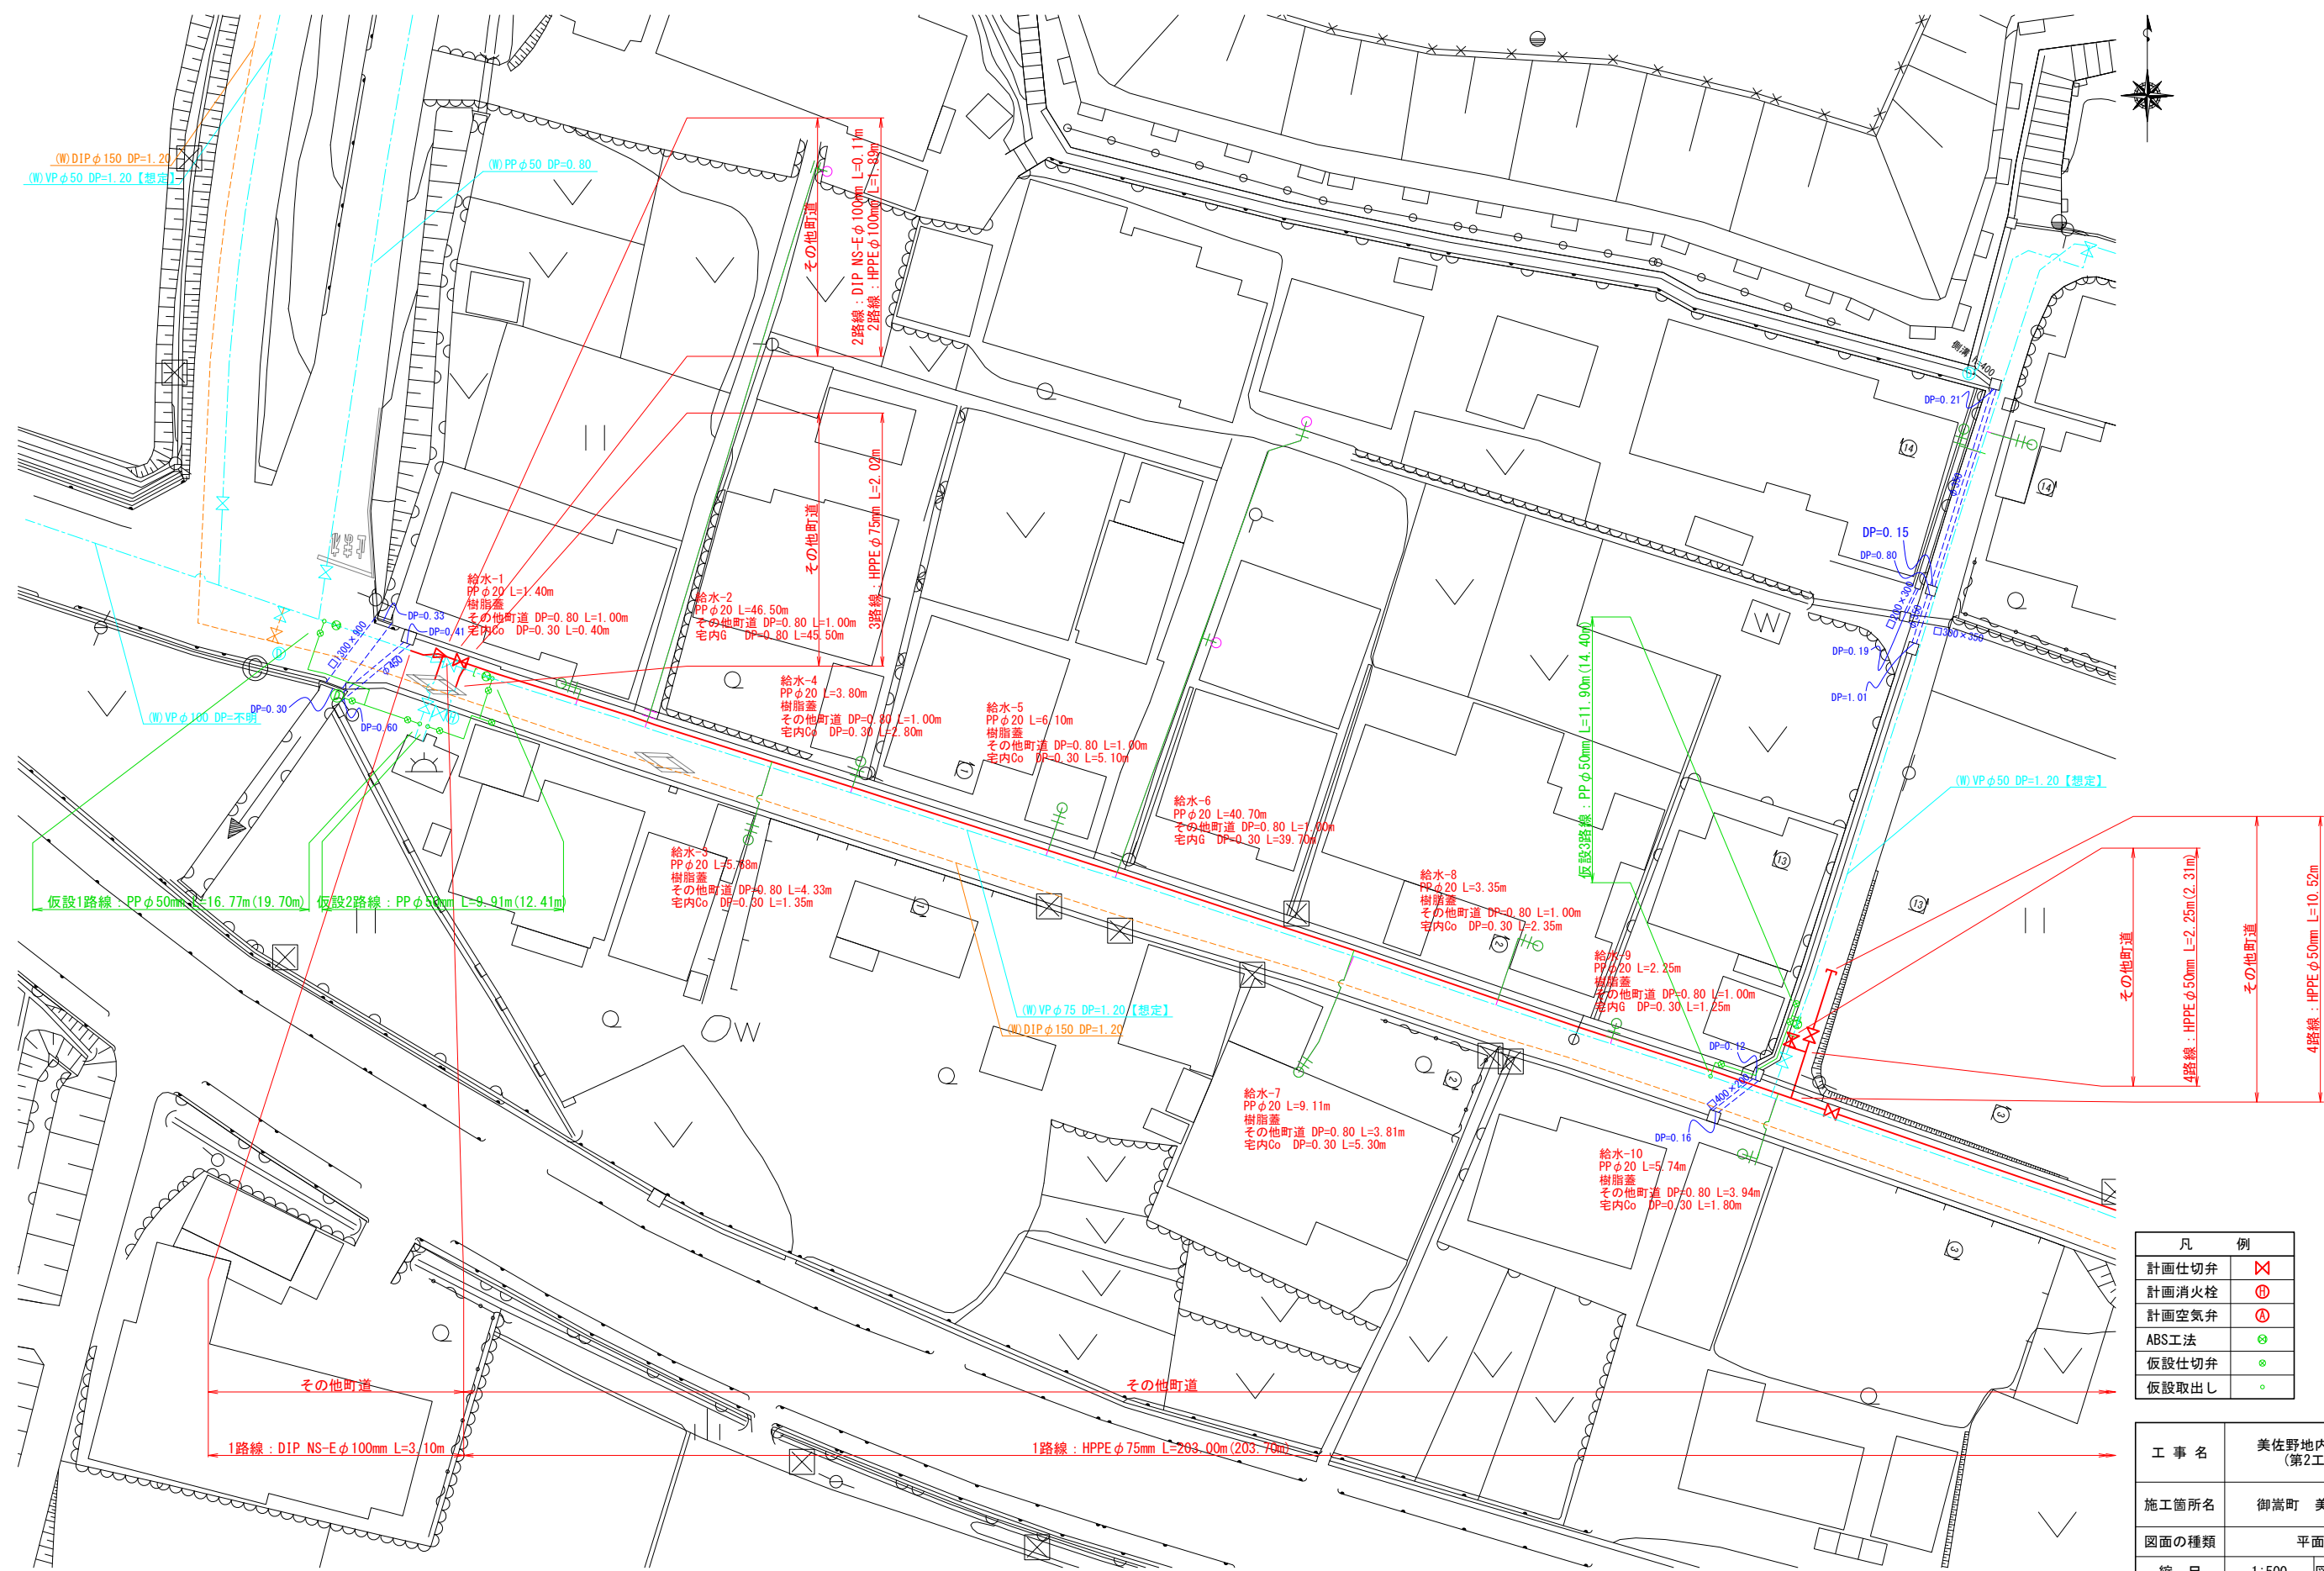 (W)DIPφ150 DP=1.20
(W)VPφ50 DP=1.20【想定】
(W)PPφ50 DP=0.80
その他町道
2路線：DIP NS-Eφ100mm L=0.11m
2路線：HPPEφ100mm L=1.89m
その他町道
3路線：HPPEφ75mm L=2.02m
側溝
DP=0.21
DP=0.15
DP=0.80
□300×350
DP=0.19
DP=1.01
給水-1
PPφ20 L=1.40m
樹脂蓋
その他町道 DP=0.80 L=1.00m
宅内Co DP=0.30 L=0.40m
給水-2
PPφ20 L=46.50m
その他町道 DP=0.80 L=1.00m
宅内G DP=0.80 L=45.50m
DP=0.33
DP=0.41
□1300×900
φ450
DP=0.30
DP=0.60
(W)VPφ100 DP=不明
給水-4
PPφ20 L=3.80m
樹脂蓋
その他町道 DP=0.80 L=1.00m
宅内Co DP=0.30 L=2.80m
給水-5
PPφ20 L=6.10m
樹脂蓋
その他町道 DP=0.80 L=1.00m
宅内Co DP=0.30 L=5.10m
給水-6
PPφ20 L=40.70m
その他町道 DP=0.80 L=1.00m
宅内G DP=0.30 L=39.70m
給水-3
PPφ20 L=5.68m
樹脂蓋
その他町道 DP=0.80 L=4.33m
宅内Co DP=0.30 L=1.35m
仮設1路線：PPφ50mm L=16.77m(19.70m)
仮設2路線：PPφ50mm L=9.91m(12.41m)
仮設3路線：PPφ50mm L=11.90m(14.40m)
(W)VPφ50 DP=1.20【想定】
給水-8
PPφ20 L=3.35m
樹脂蓋
その他町道 DP=0.80 L=1.00m
宅内Co DP=0.30 L=2.35m
給水-9
PPφ20 L=2.25m
樹脂蓋
その他町道 DP=0.80 L=1.00m
宅内G DP=0.30 L=1.25m
(W)VPφ75 DP=1.20【想定】
(W)DIPφ150 DP=1.20
給水-7
PPφ20 L=9.11m
樹脂蓋
その他町道 DP=0.80 L=3.81m
宅内Co DP=0.30 L=5.30m
給水-10
PPφ20 L=5.74m
樹脂蓋
その他町道 DP=0.80 L=3.94m
宅内Co DP=0.30 L=1.80m
DP=0.12
□400×200
DP=0.16
その他町道
4路線：HPPEφ50mm L=2.25m(2.31m)
その他町道
4路線：HPPEφ50mm L=10.52m
その他町道
その他町道
1路線：DIP NS-Eφ100mm L=3.10m
1路線：HPPEφ75mm L=203.00m(203.70m)
凡 例
計画仕切弁
計画消火栓 H
計画空気弁 A
ABS工法
仮設仕切弁
仮設取出し
工 事 名
美佐野地内
(第2工
施工箇所名
御嵩町 美
図面の種類
平面
1:500